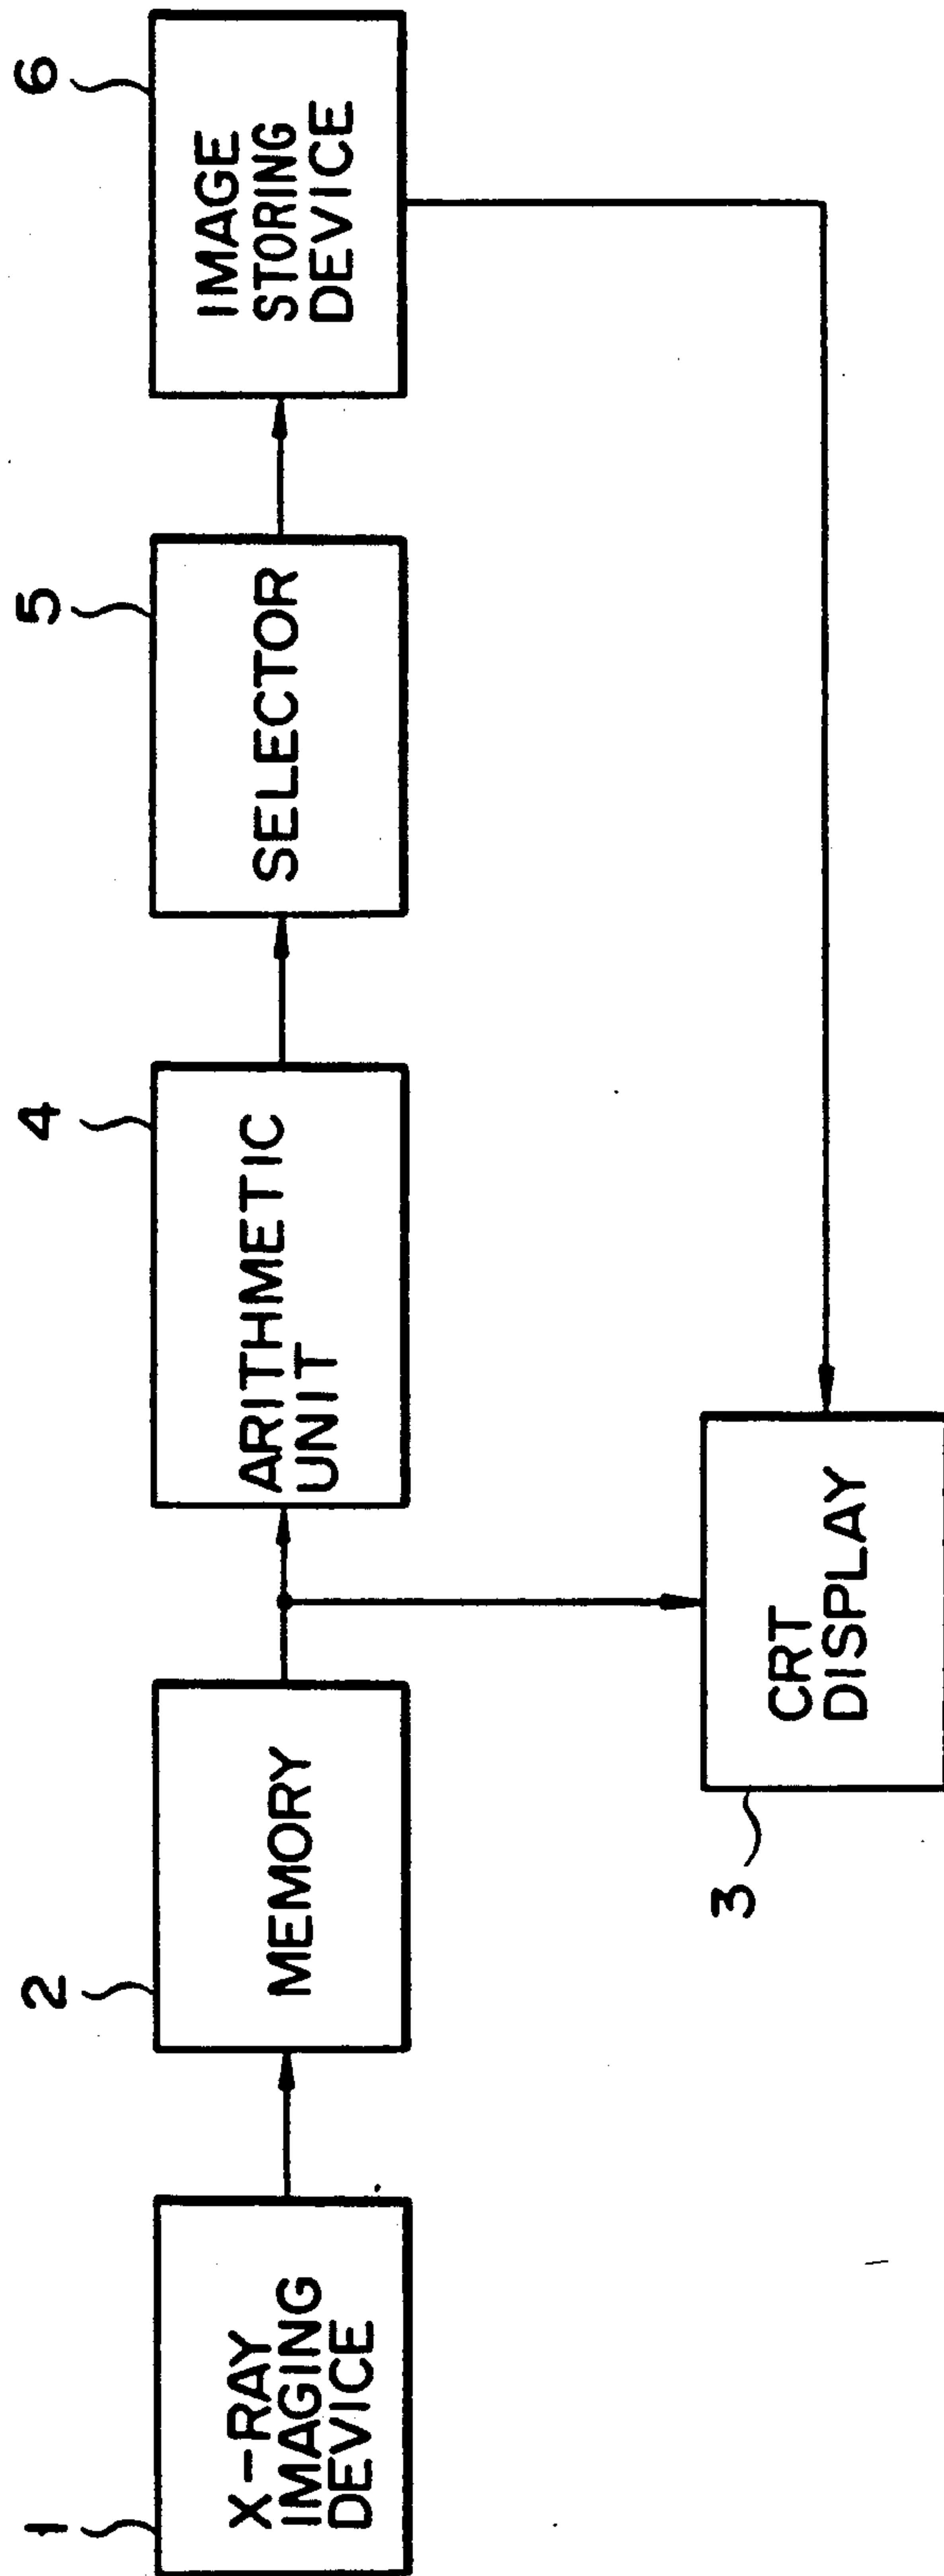 1
X-RAY
IMAGING
DEVICE
2
MEMORY
4
ARITHMETIC
UNIT
5
SELECTOR
6
IMAGE
STORING
DEVICE
3
CRT
DISPLAY